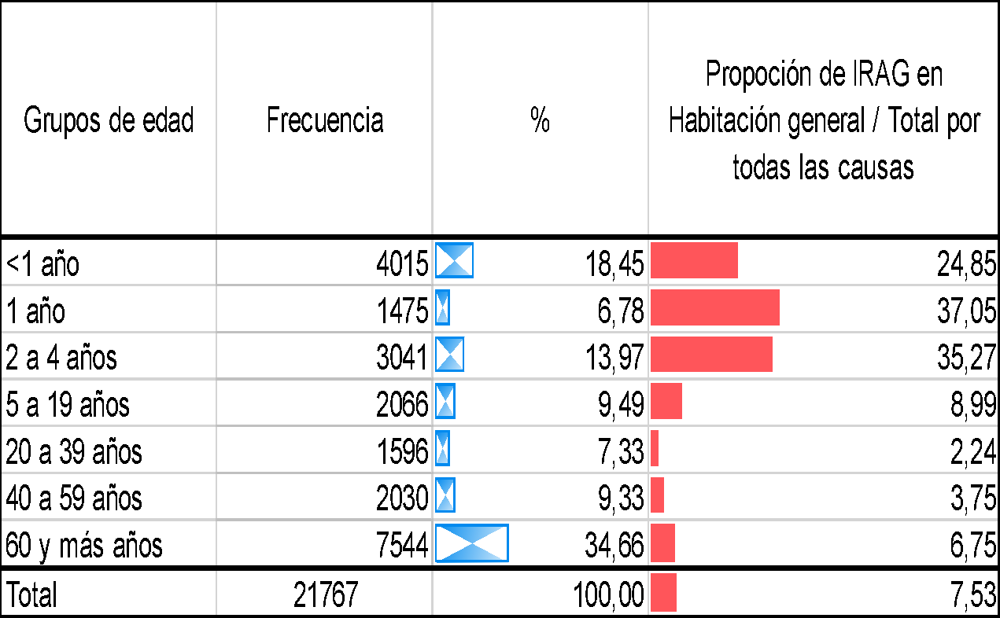 Grupos de edad Frecuencia % Propoción de IRAG en
Habitación general / Total por
todas las causas
<1 año 4015 18,45 24,85
1 año 1475 6,78 37,05
2 a 4 años 3041 13,97 35,27
5 a 19 años 2066 9,49 8,99
20 a 39 años 1596 7,33 2,24
40 a 59 años 2030 9,33 3,75
60 y más años 7544 34,66 6,75
Total 21767 100,00 7,53